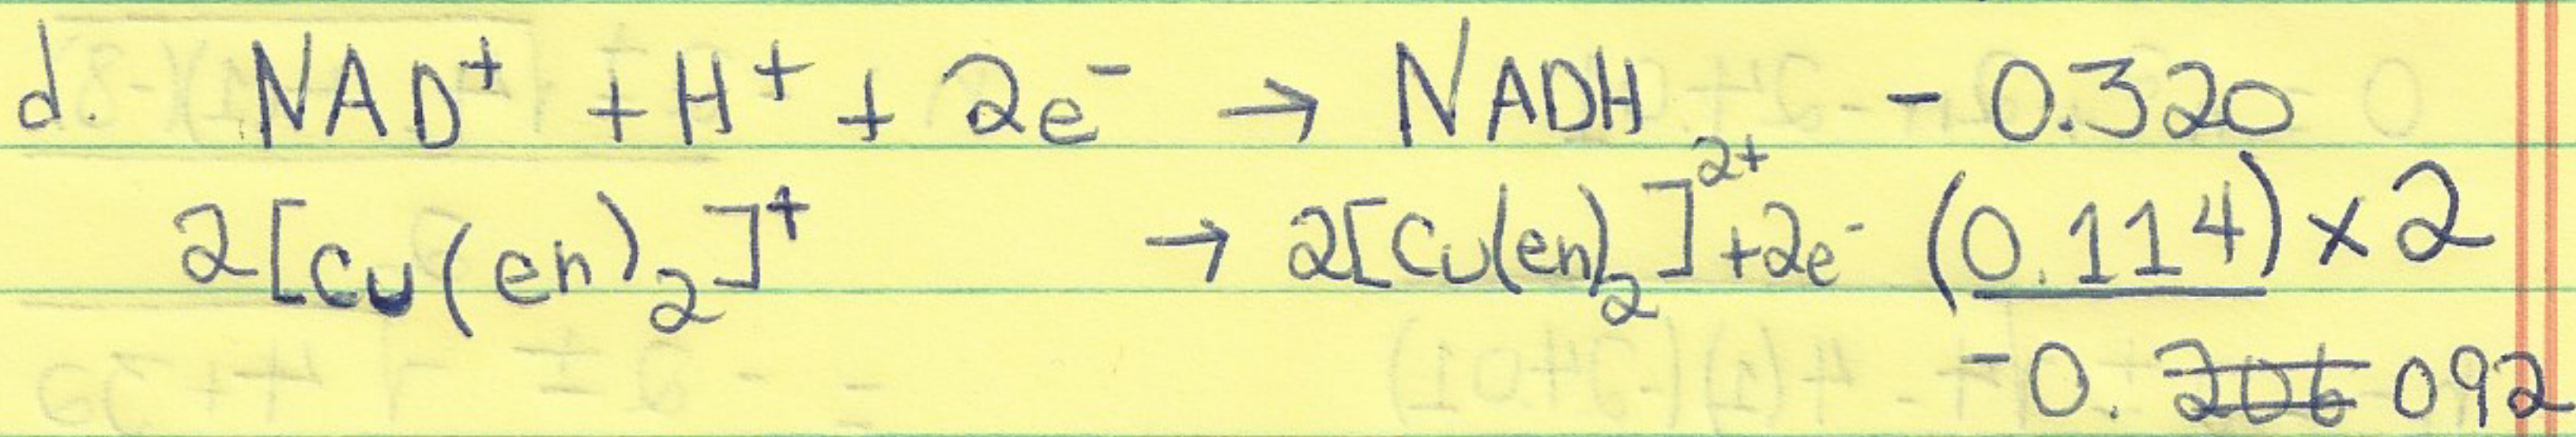 d. NAD⁺ + H⁺ + 2e⁻ → NADH - 0.320
2[Cu(en)₂]⁺ → 2[Cu(en)₂]²⁺ +2e⁻ (0.114) x 2
-0. ~~206~~ 092